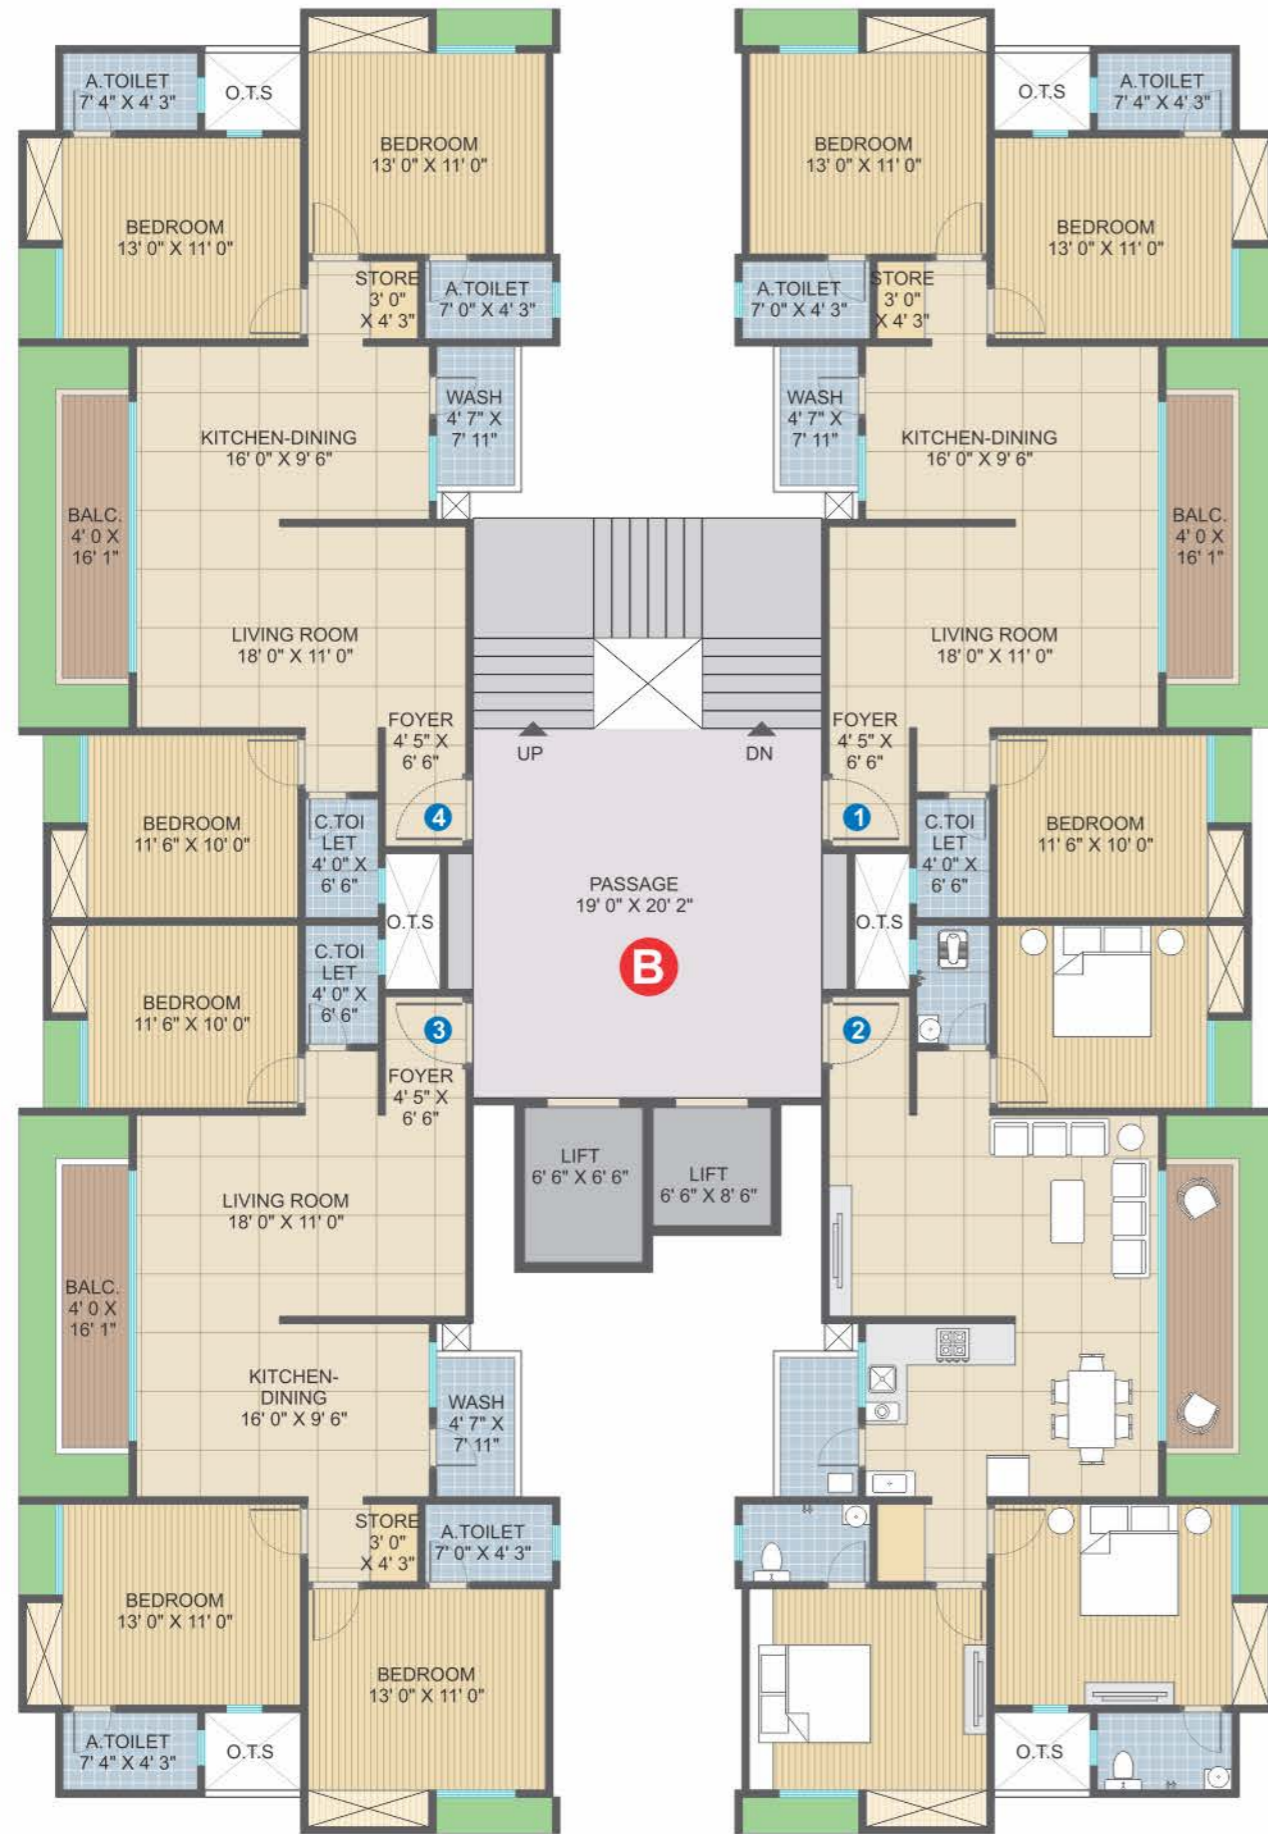 A.TOILET
7' 4" X 4' 3"
O.T.S
BEDROOM
13' 0" X 11' 0"
BEDROOM
13' 0" X 11' 0"
STORE
3' 0"
X 4' 3"
A.TOILET
7' 0" X 4' 3"
WASH
4' 7" X
7' 11"
KITCHEN-DINING
16' 0" X 9' 6"
BALC.
4' 0 X
16' 1"
LIVING ROOM
18' 0" X 11' 0"
FOYER
4' 5" X
6' 6"
4
BEDROOM
11' 6" X 10' 0"
C.TOI
LET
4' 0" X
6' 6"
O.T.S
BEDROOM
13' 0" X 11' 0"
O.T.S
A.TOILET
7' 4" X 4' 3"
BEDROOM
13' 0" X 11' 0"
A.TOILET
7' 0" X 4' 3"
STORE
3' 0"
X 4' 3"
WASH
4' 7" X
7' 11"
KITCHEN-DINING
16' 0" X 9' 6"
BALC.
4' 0 X
16' 1"
LIVING ROOM
18' 0" X 11' 0"
FOYER
4' 5" X
6' 6"
1
C.TOI
LET
4' 0" X
6' 6"
BEDROOM
11' 6" X 10' 0"
O.T.S
UP
DN
PASSAGE
19' 0" X 20' 2"
B
LIFT
6' 6" X 6' 6"
LIFT
6' 6" X 8' 6"
BEDROOM
11' 6" X 10' 0"
C.TOI
LET
4' 0" X
6' 6"
3
FOYER
4' 5" X
6' 6"
LIVING ROOM
18' 0" X 11' 0"
BALC.
4' 0 X
16' 1"
KITCHEN-
DINING
16' 0" X 9' 6"
WASH
4' 7" X
7' 11"
STORE
3' 0"
X 4' 3"
A.TOILET
7' 0" X 4' 3"
BEDROOM
13' 0" X 11' 0"
BEDROOM
13' 0" X 11' 0"
A.TOILET
7' 4" X 4' 3"
O.T.S
2
O.T.S